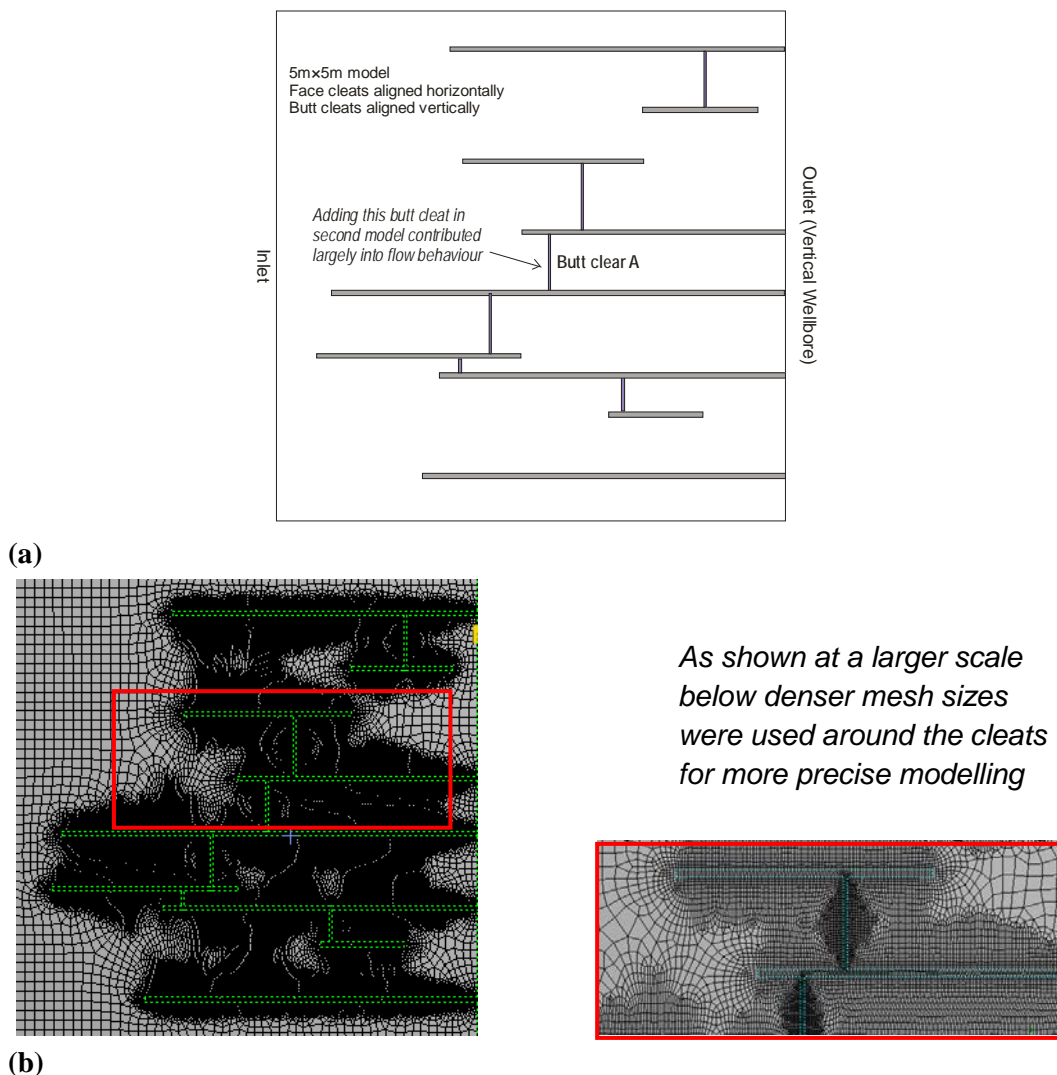 5m×5m model
Face cleats aligned horizontally
Butt cleats aligned vertically
Adding this butt cleat in
second model contributed
largely into flow behaviour
Butt clear A
Inlet
Outlet (Vertical Wellbore)
(a)
As shown at a larger scale
below denser mesh sizes
were used around the cleats
for more precise modelling
(b)